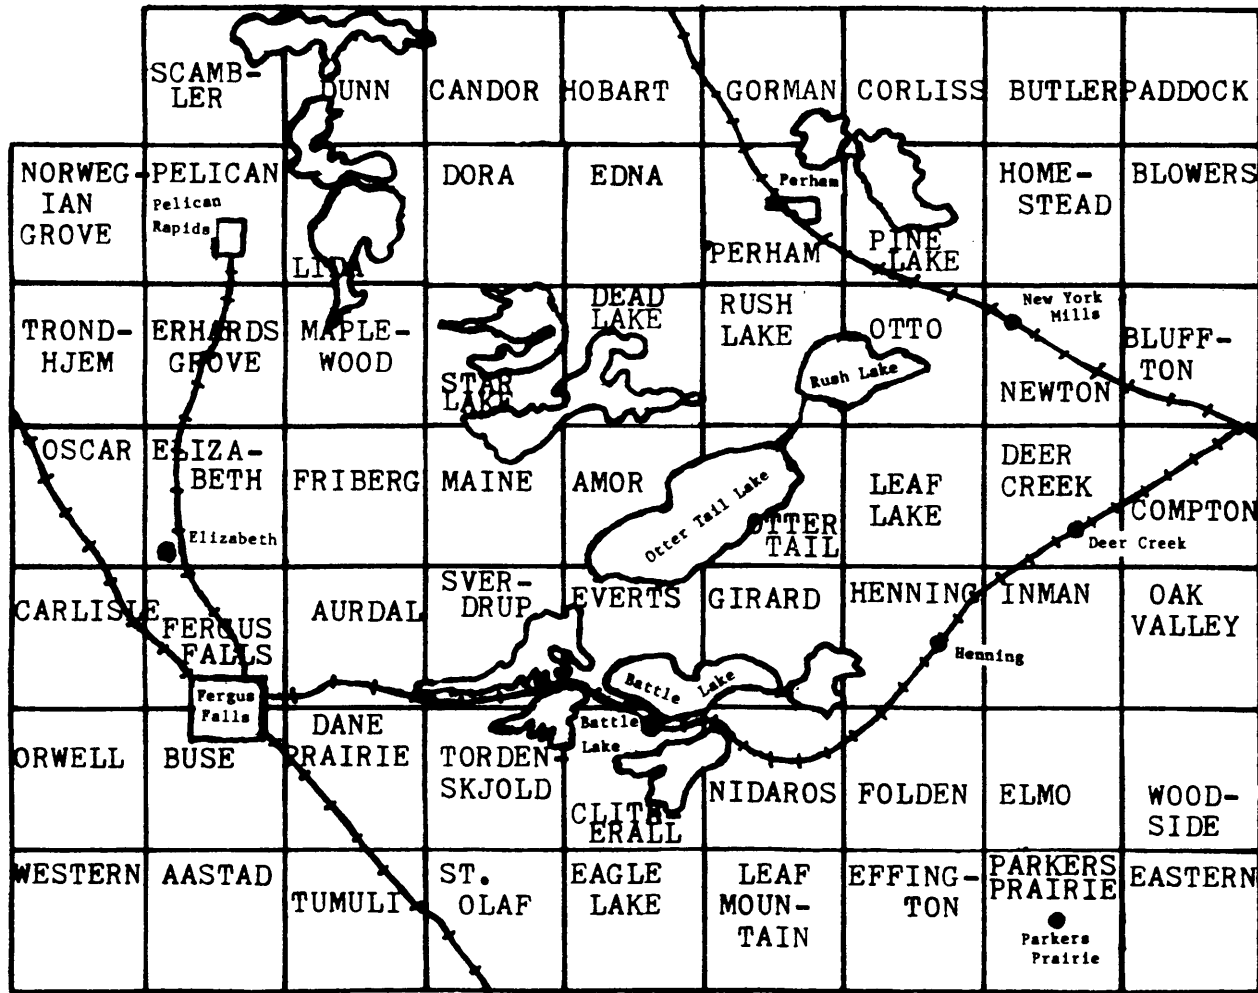 SCAMB-
LER
DUNN
CANDOR
HOBART
GORMAN
CORLISS
BUTLER
PADDOCK
NORWEG-
IAN
GROVE
PELICAN
Pelican
Rapids
LIDA
DORA
EDNA
Perham
PERHAM
PINE
LAKE
HOME-
STEAD
BLOWERS
TROND-
HJEM
ERHARDS
GROVE
MAPLE-
WOOD
STAR
LAKE
DEAD
LAKE
RUSH
LAKE
OTTO
Rush Lake
New York
Mills
NEWTON
BLUFF-
TON
OSCAR
ELIZA-
BETH
Elizabeth
FRIBERG
MAINE
AMOR
Otter Tail Lake
OTTER
TAIL
LEAF
LAKE
DEER
CREEK
Deer Creek
COMPTON
CARLISLE
FERGUS
FALLS
Fergus
Falls
AURDAL
SVER-
DRUP
EVERTS
Battle Lake
GIRARD
HENNING
Henning
INMAN
OAK
VALLEY
ORWELL
BUSE
DANE
PRAIRIE
TORDEN-
SKJOLD
Battle
Lake
CLITH-
ERALL
NIDAROS
FOLDEN
ELMO
WOOD-
SIDE
WESTERN
AASTAD
TUMULI
ST.
OLAF
EAGLE
LAKE
LEAF
MOUN-
TAIN
EFFING-
TON
PARKERS
PRAIRIE
Parkers
Prairie
EASTERN